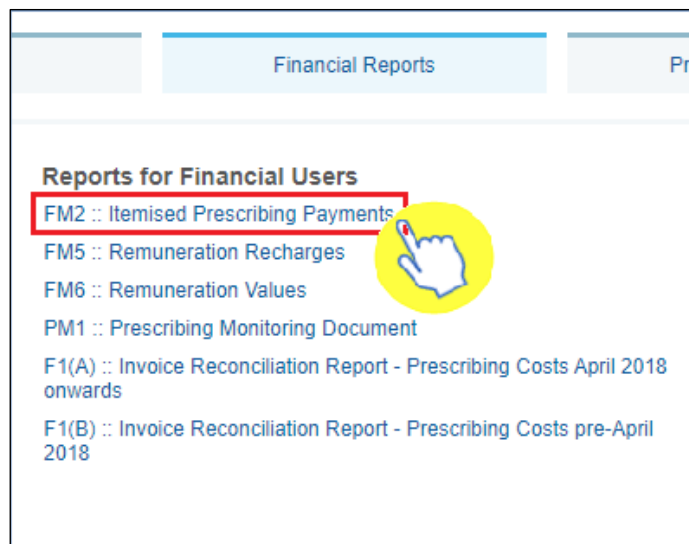 Financial Reports
Pr
Reports for Financial Users
FM2 :: Itemised Prescribing Payments
FM5 :: Remuneration Recharges
FM6 :: Remuneration Values
PM1 :: Prescribing Monitoring Document
F1(A) :: Invoice Reconciliation Report - Prescribing Costs April 2018
onwards
F1(B) :: Invoice Reconciliation Report - Prescribing Costs pre-April
2018